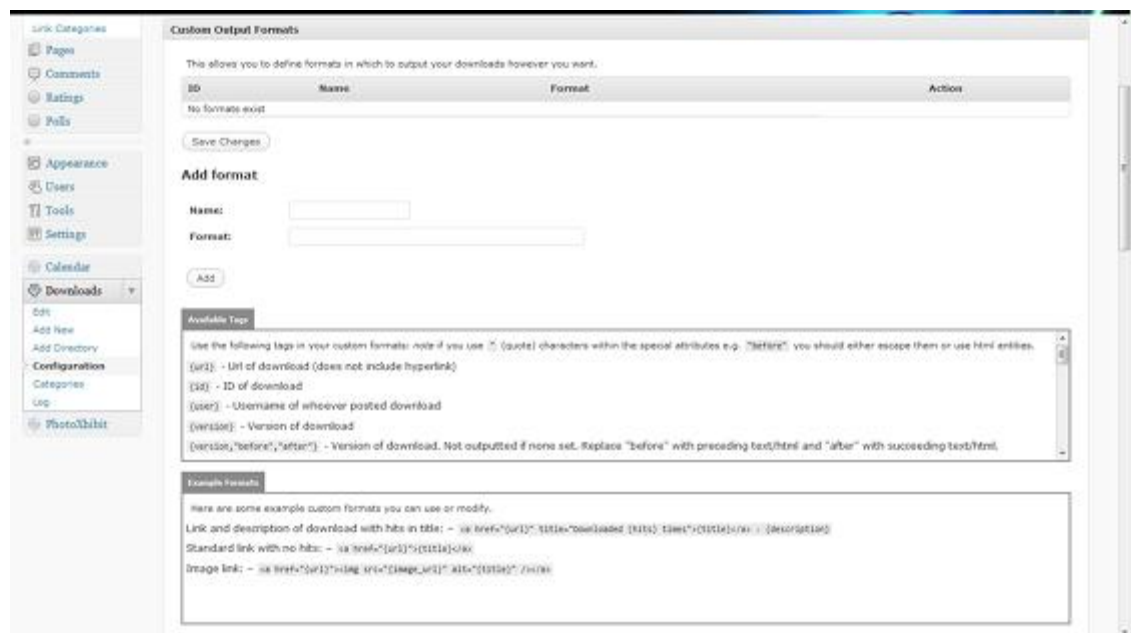 Link Categories
Pages
Comments
Ratings
Polls
Appearance
Users
Tools
Settings
Calendar
Downloads
Edit
Add New
Add Directory
Configuration
Categories
Log
PhotoXhibit
Custom Output Formats
This allows you to define formats in which to output your downloads however you want.
ID Name Format Action
No formats exist
Save Changes
Add format
Name:
Format:
Add
Available Tags
Use the following tags in your custom formats: note if you use " (quote) characters within the special attributes e.g. "before" you should either escape them or use html entities.
{url} - Url of download (does not include hyperlink)
{id} - ID of download
{user} - Username of whoever posted download
{version} - Version of download
{version,"before","after"} - Version of download. Not outputted if none set. Replace "before" with preceding text/html and "after" with succeeding text/html.
Example Formats
Here are some example custom formats you can use or modify.
Link and description of download with hits in title: – <a href="{url}" title="Downloaded {hits} times">{title}</a> - {description}
Standard link with no hits: – <a href="{url}">{title}</a>
Image link: – <a href="{url}"><img src="{image_url}" alt="{title}" /></a>